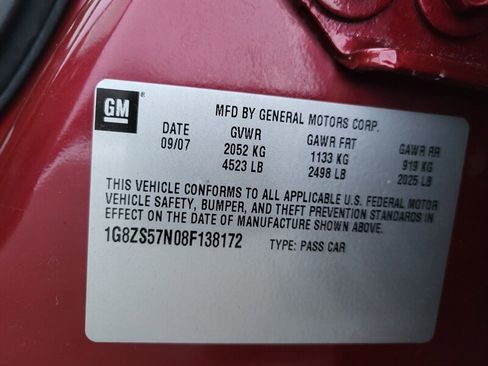 GM
®
MFD BY GENERAL MOTORS CORP.
DATE GVWR GAWR FRT GAWR RR
09/07 2052 KG 1133 KG 919 KG
4523 LB 2498 LB 2025 LB
THIS VEHICLE CONFORMS TO ALL APPLICABLE U.S. FEDERAL MOTOR
VEHICLE SAFETY, BUMPER, AND THEFT PREVENTION STANDARDS IN
EFFECT ON THE DATE OF MANUFACTURE SHOWN ABOVE.
1G8ZS57N08F138172 TYPE: PASS CAR